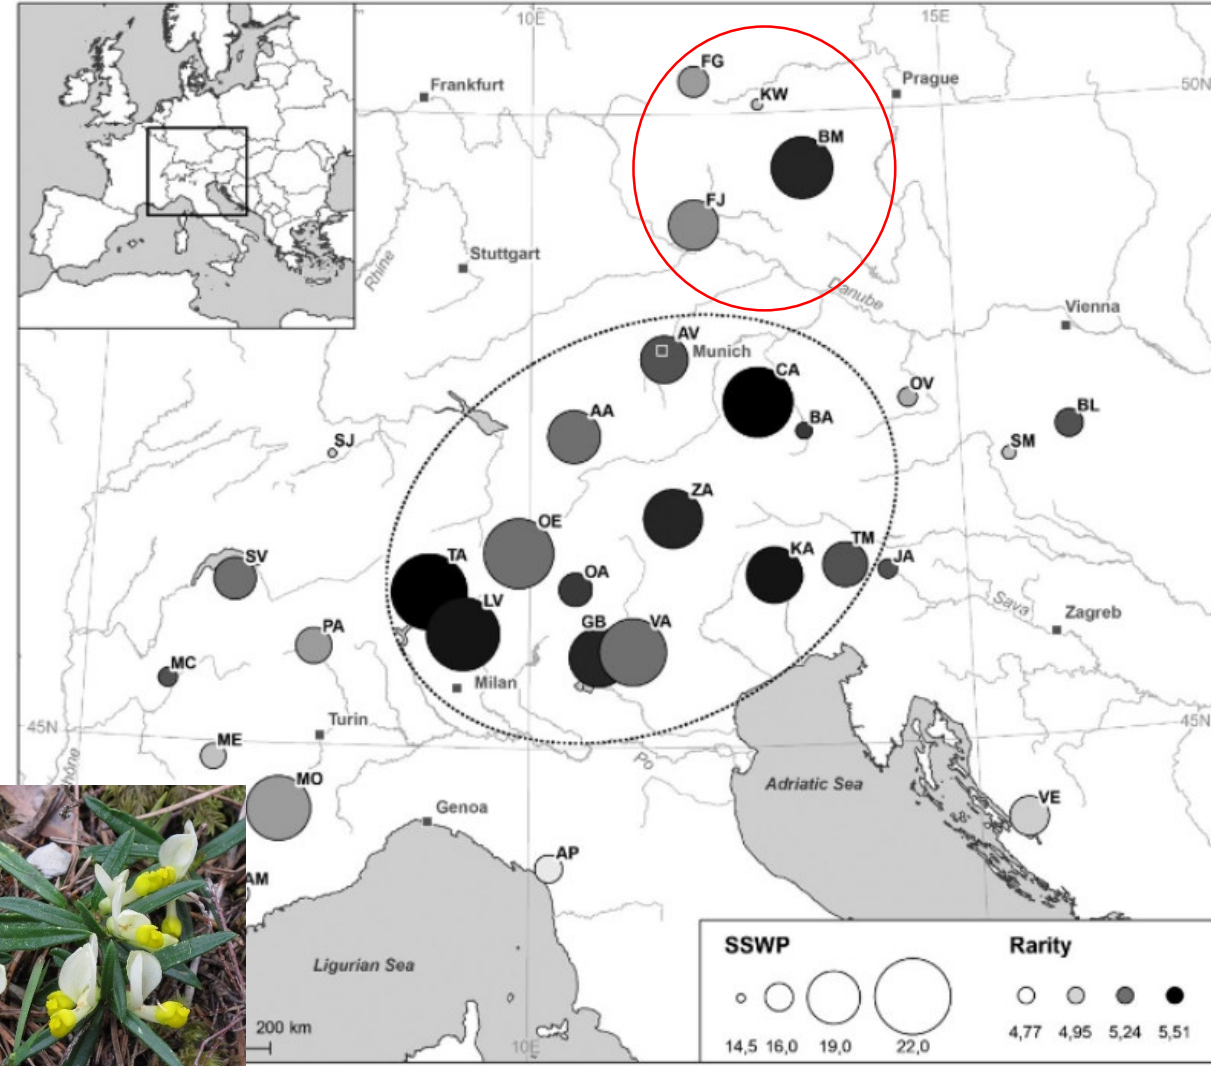 10E
15E
FG
Frankfurt
KW
Prague
50N
BM
FJ
Stuttgart
Rhine
Danube
Vienna
AV
Munich
CA
OV
AA
BA
BL
SJ
SM
ZA
OE
TM
SV
TA
KA
JA
OA
LV
Sava
Zagreb
PA
GB
VA
MC
Milan
45N
Turin
45N
ME
Po
MO
Adriatic Sea
VE
Genoa
AP
AM
SSWP
Rarity
Ligurian Sea
200 km
10E
14,5 16,0 19,0 22,0
4,77 4,95 5,24 5,51